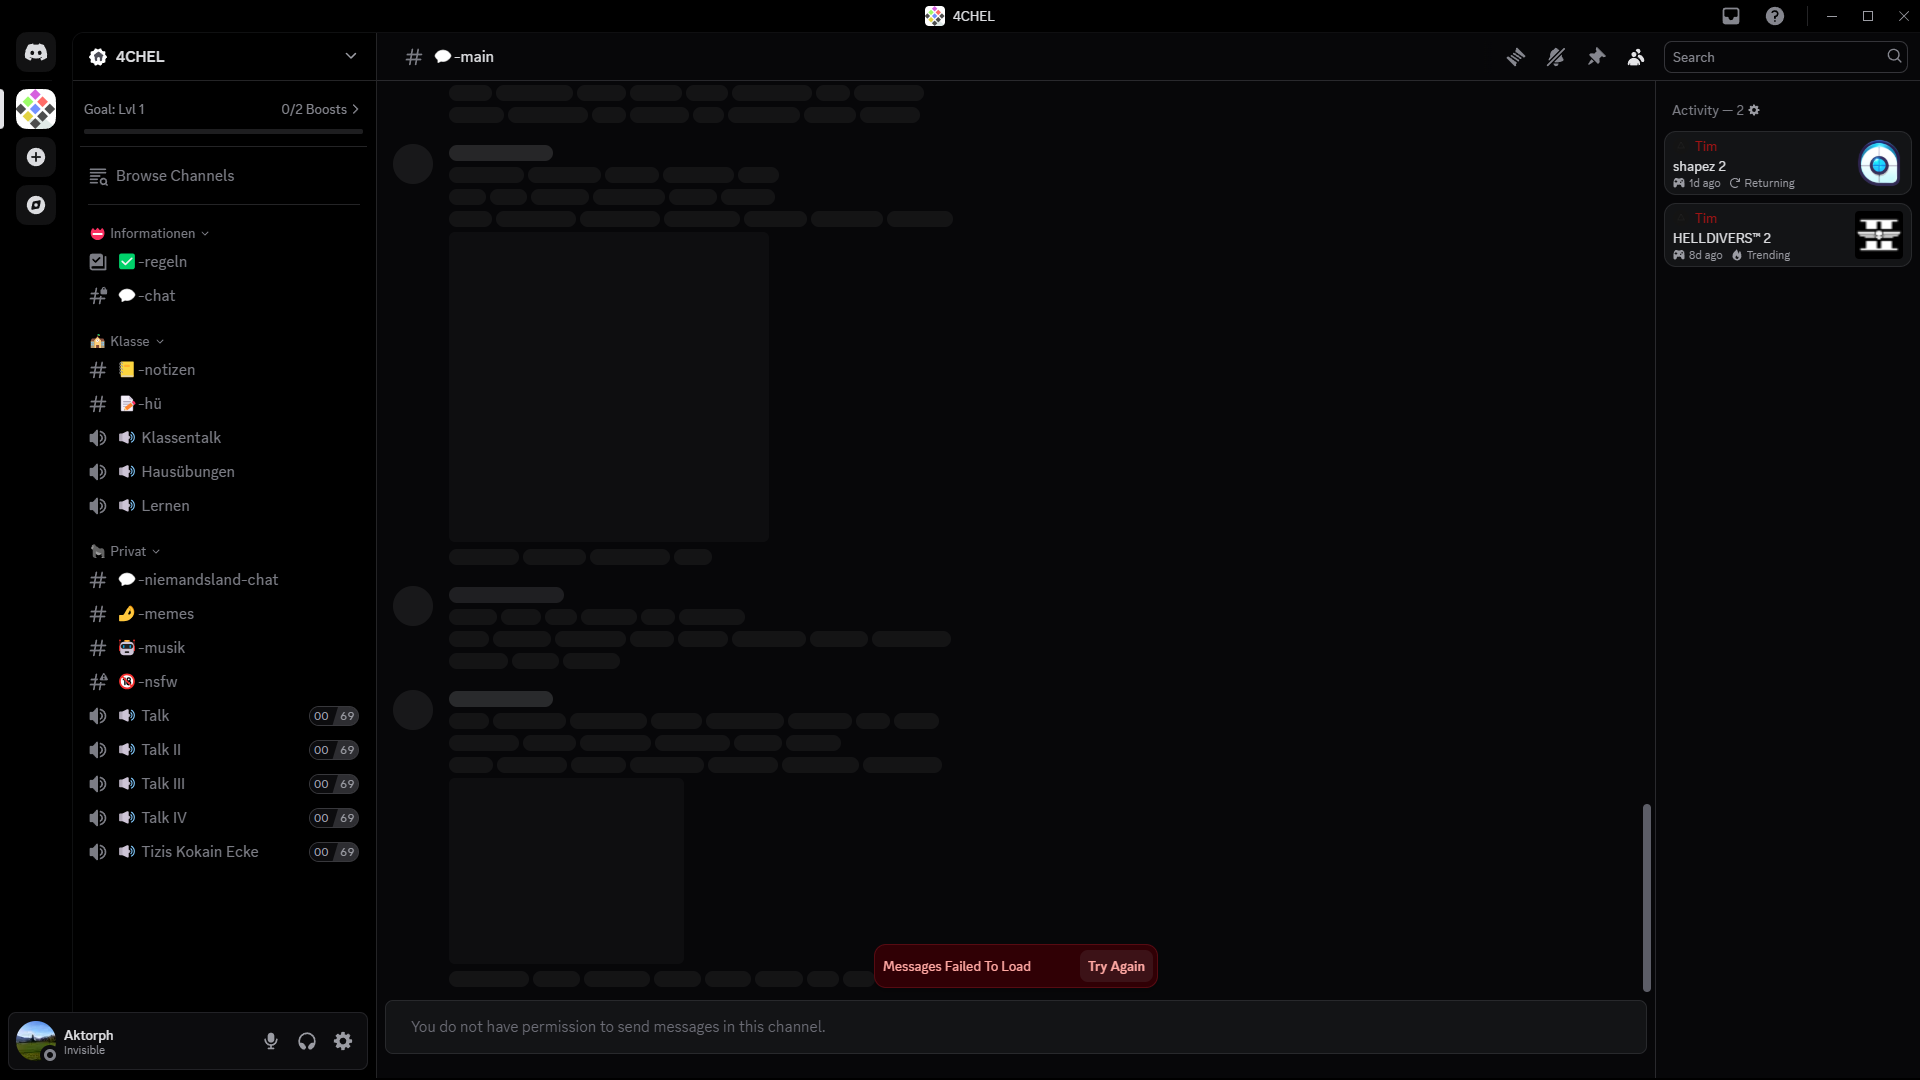 4CHEL
4CHEL
-main
Search
Goal: Lvl 1
0/2 Boosts
Browse Channels
Informationen
-regeln
-chat
Klasse
-notizen
-hü
Klassentalk
Hausübungen
Lernen
Privat
-niemandsland-chat
-memes
-musik
18 -nsfw
Talk 00 69
Talk II 00 69
Talk III 00 69
Talk IV 00 69
Tizis Kokain Ecke 00 69
Aktorph
Invisible
Messages Failed To Load Try Again
You do not have permission to send messages in this channel.
Activity — 2
Tim
shapez 2
1d ago Returning
Tim
HELLDIVERS™ 2
8d ago Trending